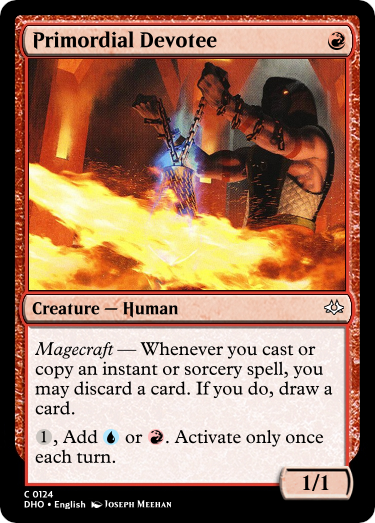 Primordial Devotee
Creature — Human
Magecraft — Whenever you cast or
copy an instant or sorcery spell, you
may discard a card. If you do, draw a
card.
1, Add or . Activate only once
each turn.
1/1
C 0124
DHO • English Joseph Meehan